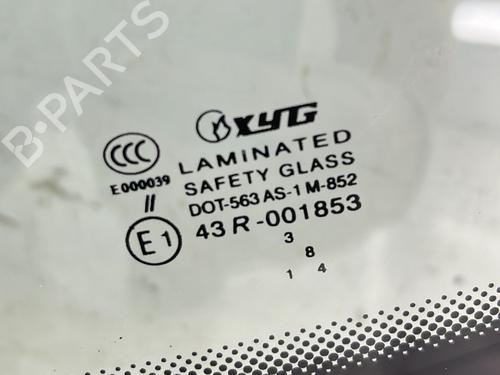 B-PARTS
XYG
CCC
LAMINATED
SAFETY GLASS
E000039
DOT-563 AS-1 M-852
//
E1
43 R-001853
3
8
1 4